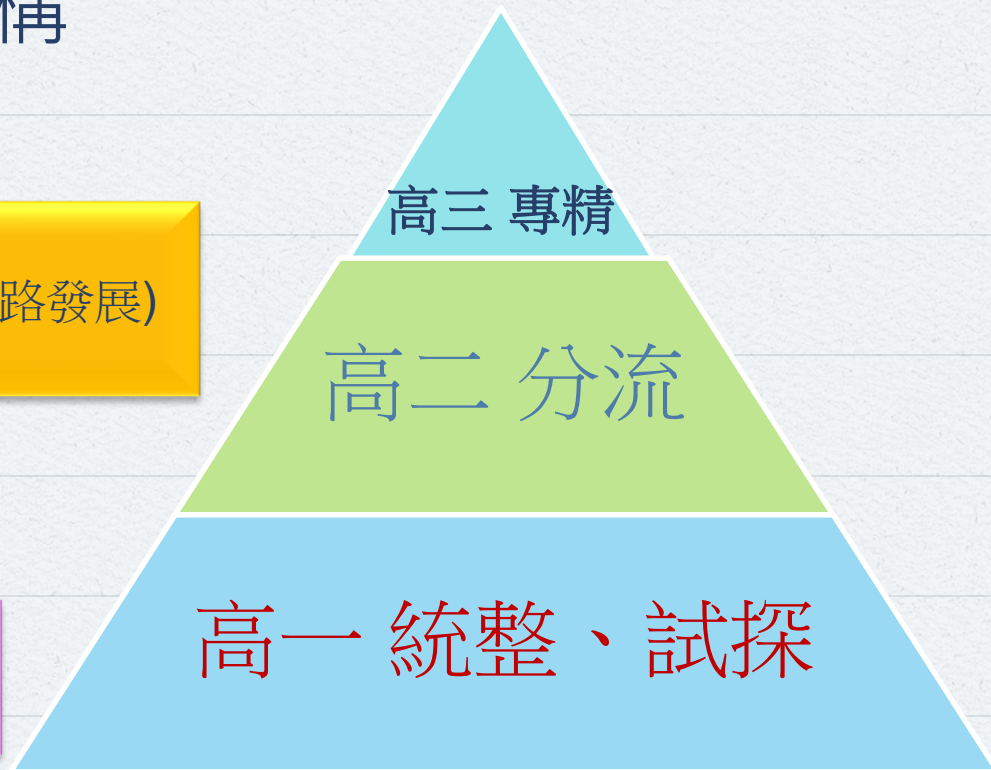 高三 專精
路發展)
高二 分流
高一 統整、試探